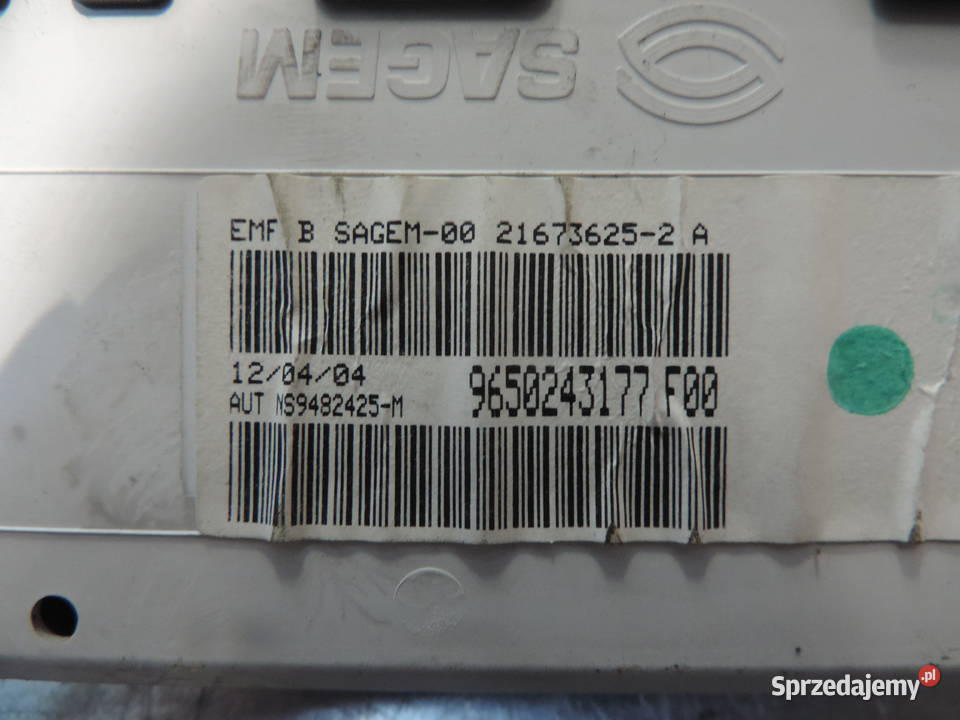 SAGEM
EMF B SAGEM-00 21673625-2 A
12/04/04
AUT NS9482425-M
9650243177 F00
Sprzedajemy.pl